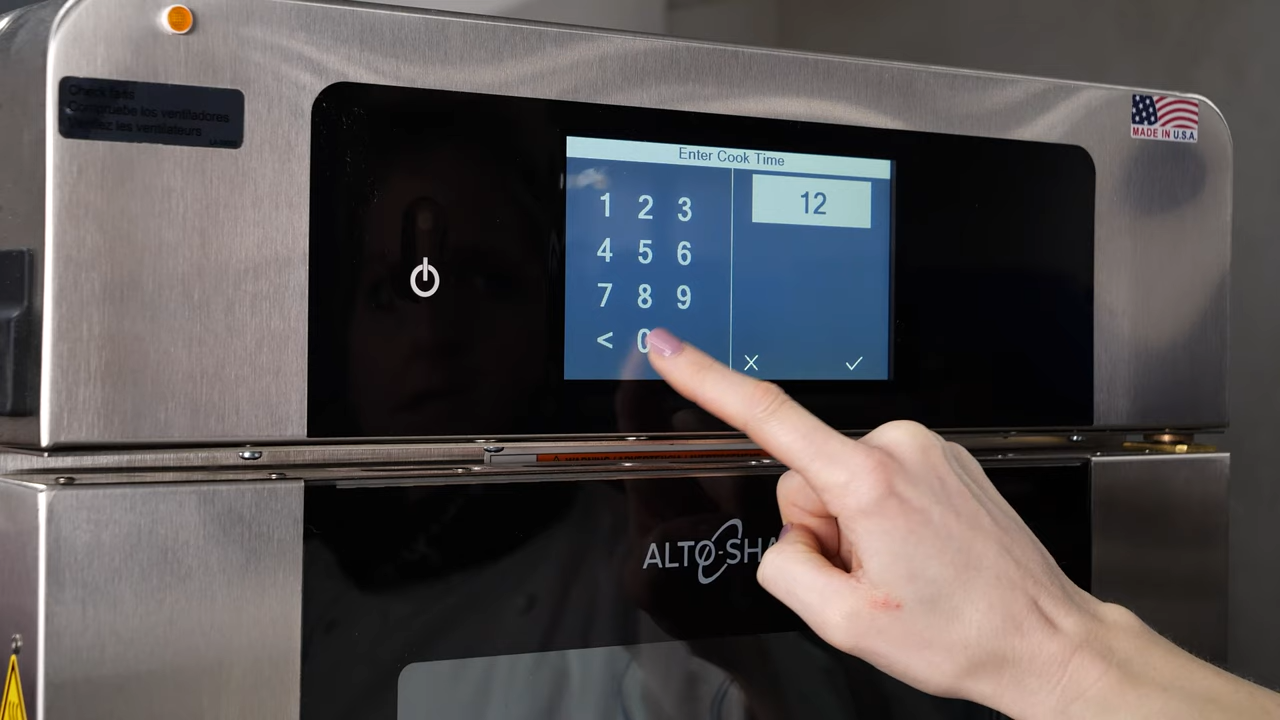 Check fans
Compruebe los ventiladores
Vérifiez les ventilateurs
MADE IN U.S.A.
Enter Cook Time
12
1 2 3
4 5 6
7 8 9
< 0
ALTO-SHA